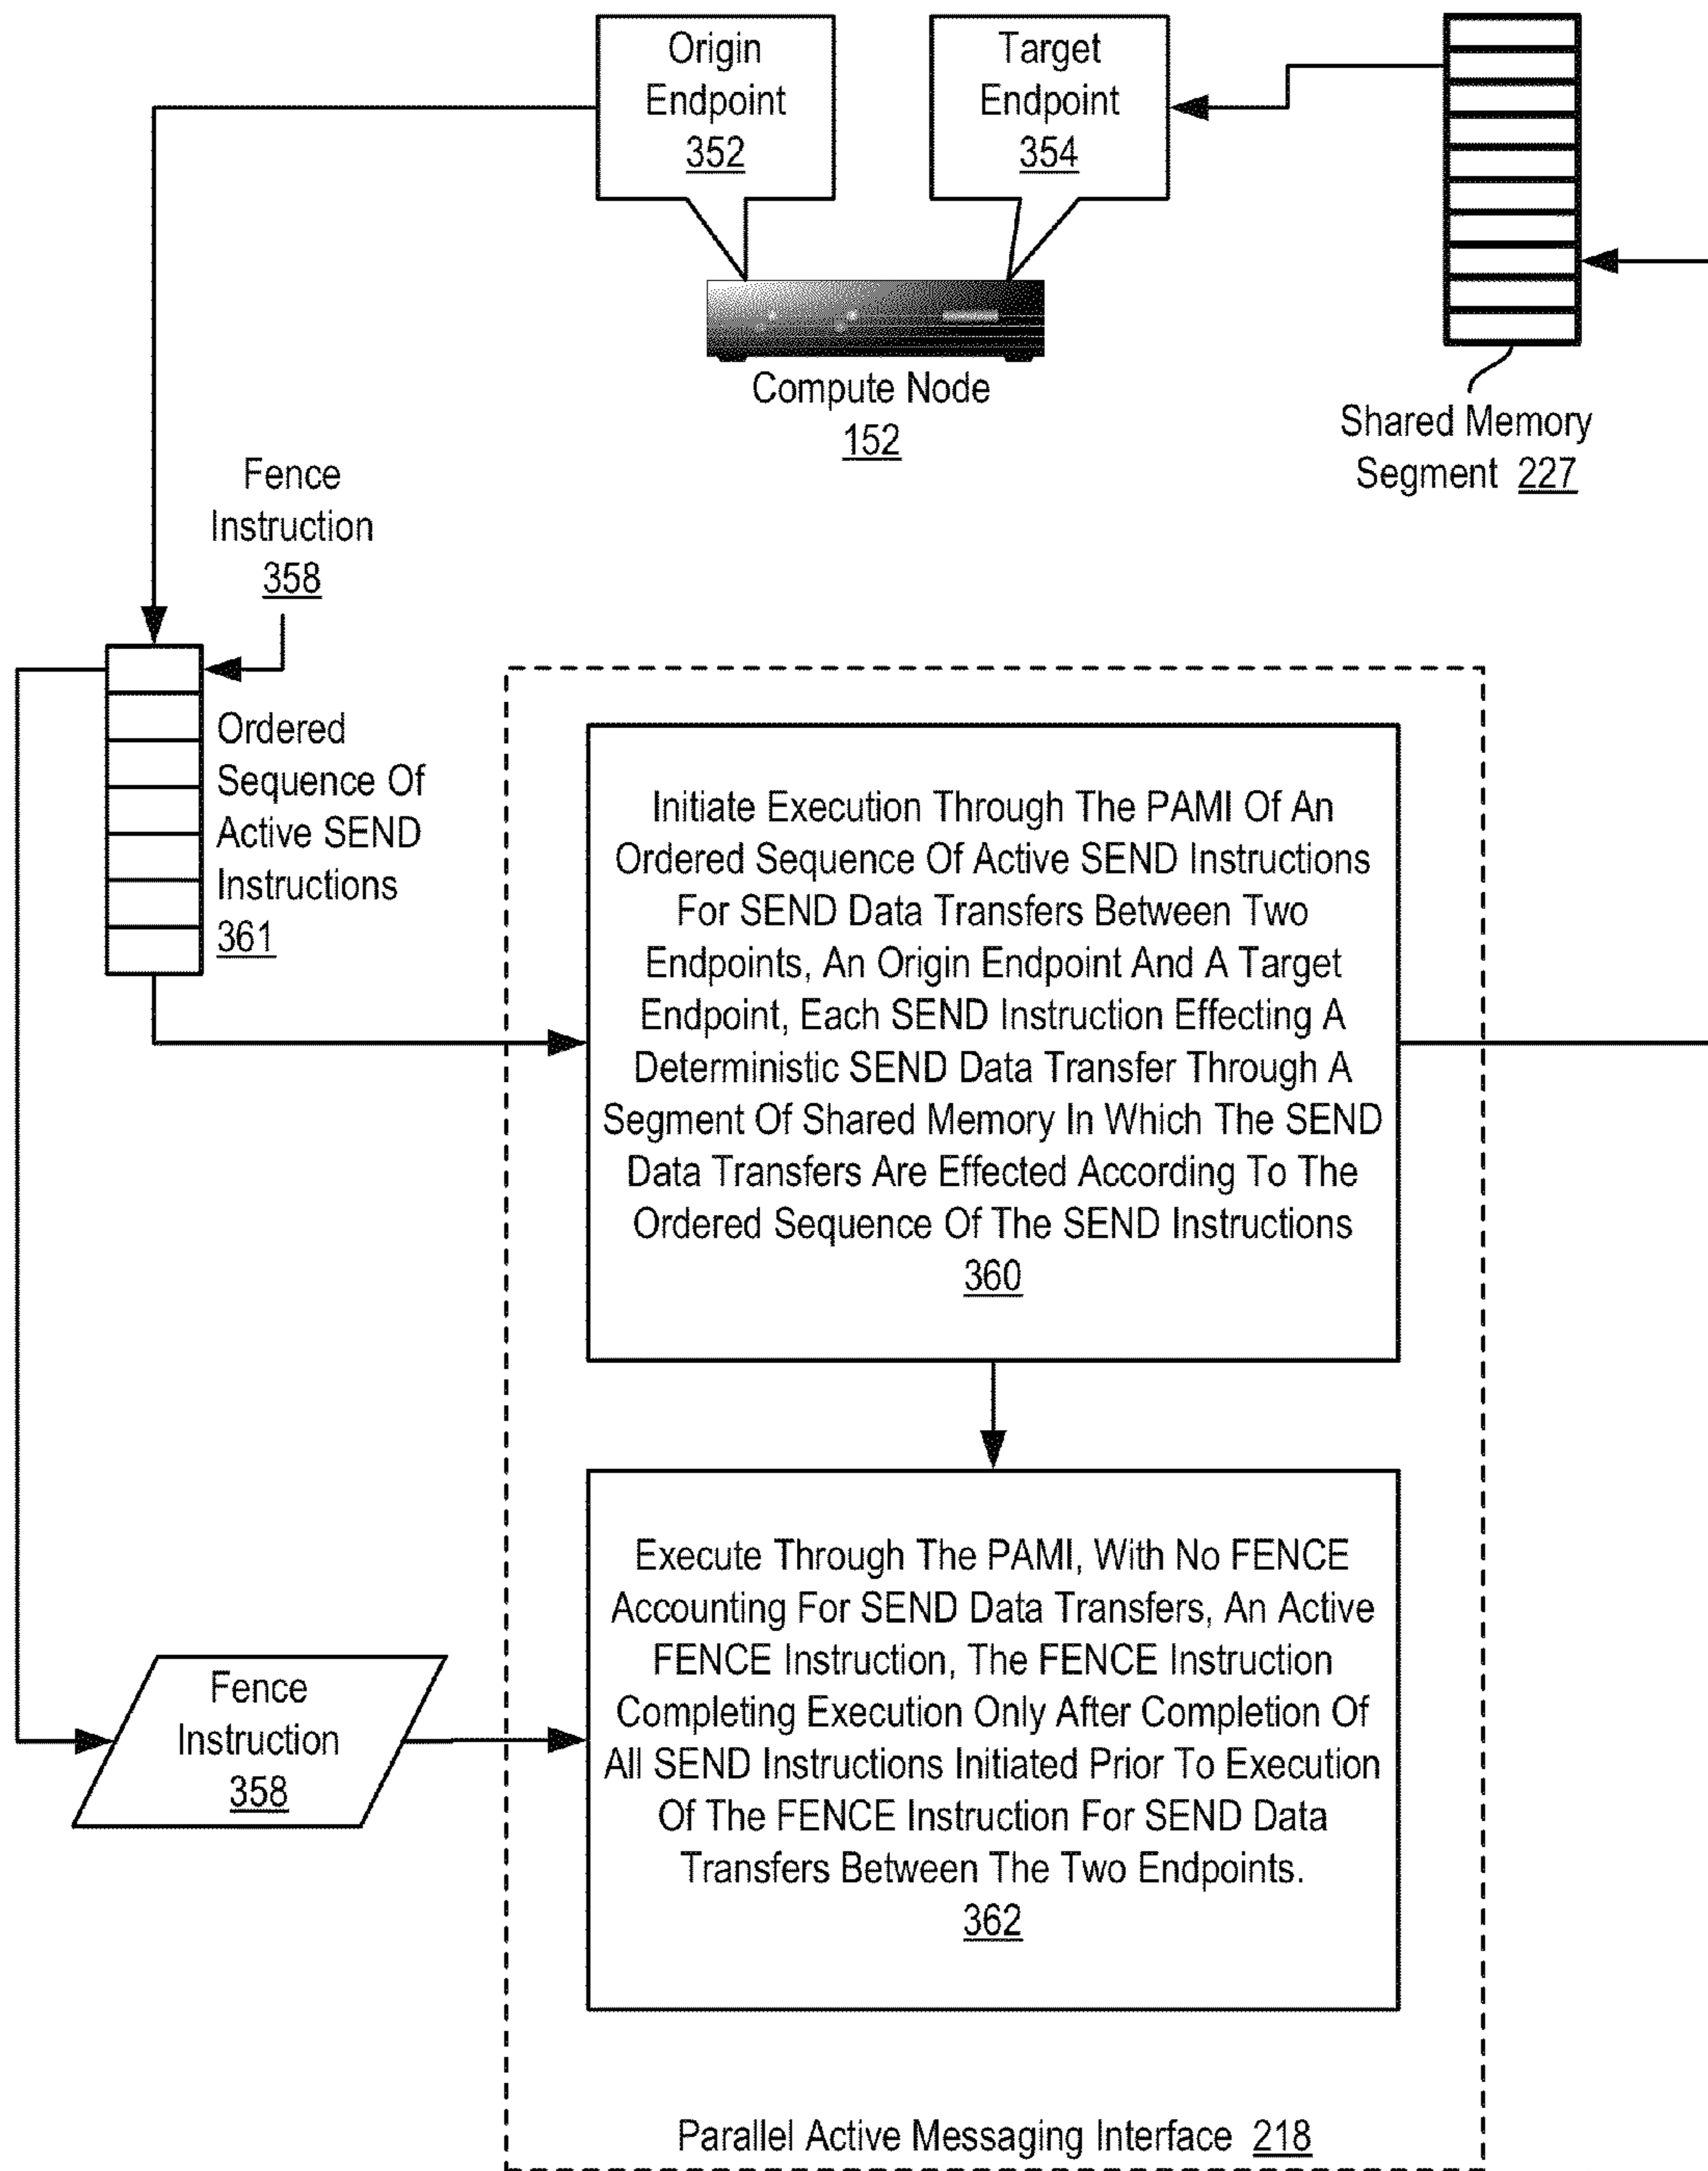 Origin
Endpoint
352
Target
Endpoint
354
Compute Node
152
Shared Memory
Segment 227
Fence
Instruction
358
Ordered
Sequence Of
Active SEND
Instructions
361
Initiate Execution Through The PAMI Of An
Ordered Sequence Of Active SEND Instructions
For SEND Data Transfers Between Two
Endpoints, An Origin Endpoint And A Target
Endpoint, Each SEND Instruction Effecting A
Deterministic SEND Data Transfer Through A
Segment Of Shared Memory In Which The SEND
Data Transfers Are Effected According To The
Ordered Sequence Of The SEND Instructions
360
Execute Through The PAMI, With No FENCE
Accounting For SEND Data Transfers, An Active
FENCE Instruction, The FENCE Instruction
Completing Execution Only After Completion Of
All SEND Instructions Initiated Prior To Execution
Of The FENCE Instruction For SEND Data
Transfers Between The Two Endpoints.
362
Fence
Instruction
358
Parallel Active Messaging Interface 218